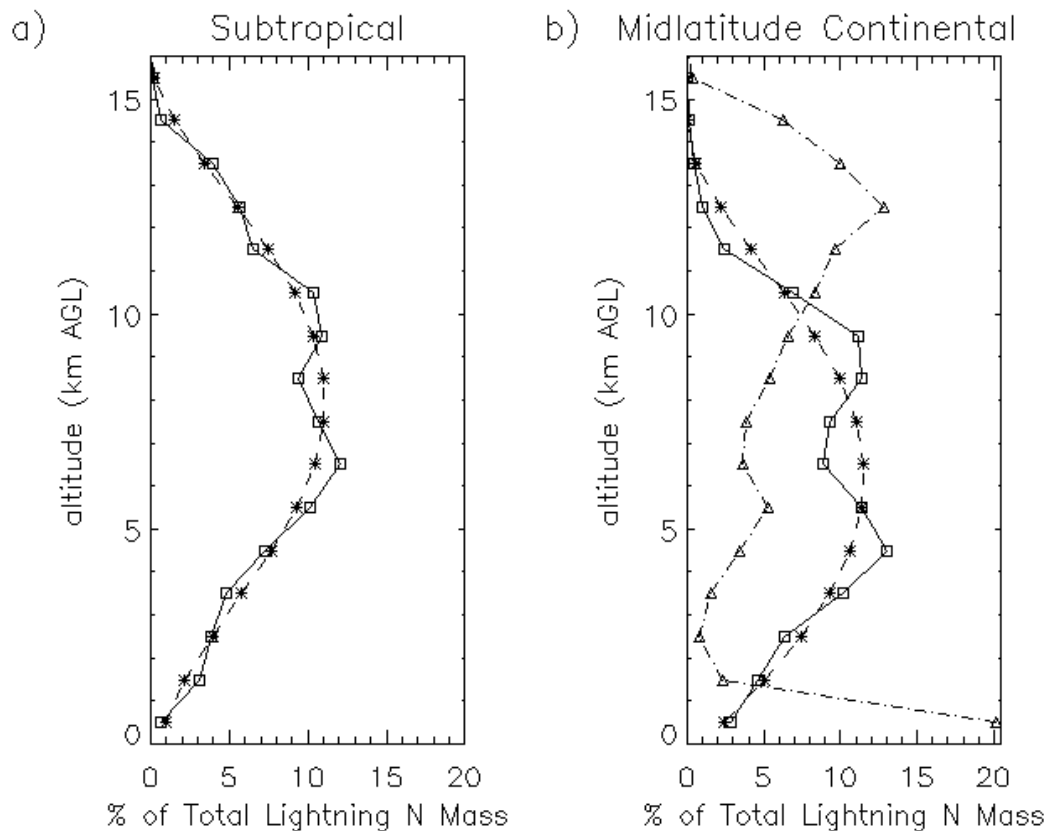 a) Subtropical
b) Midlatitude Continental
altitude (km AGL)
15
10
5
0
0 5 10 15 20
% of Total Lightning N Mass
altitude (km AGL)
15
10
5
0
0 5 10 15 20
% of Total Lightning N Mass